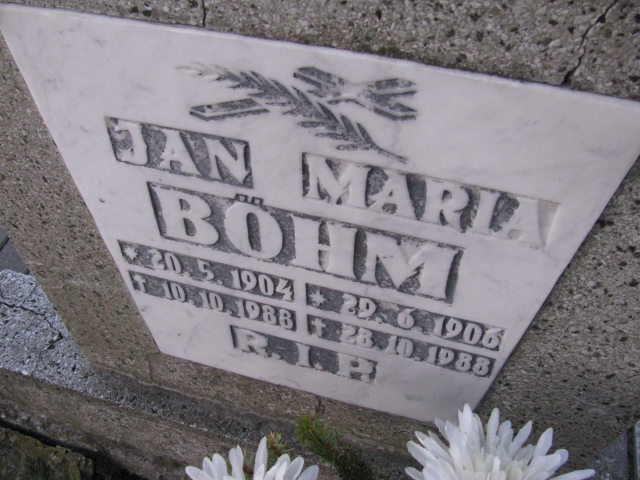 JAN MARIA
BÖHM
* 20.5.1904 * 29.6.1906
✝ 10.10.1988 ✝ 28.10.1988
R.I.P.